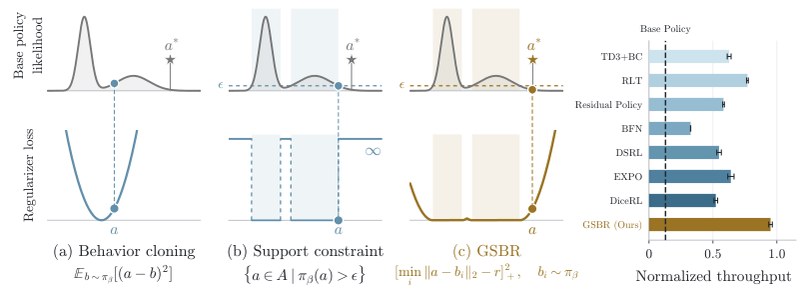 Base policy
likelihood
a*
Regularizer loss
a
(a) Behavior cloning
𝔼_{b∼π_β}[(a − b)²]
ϵ
a*
∞
a
(b) Support constraint
{a ∈ A | π_β(a) > ϵ}
ϵ
a*
a
(c) GSBR
[min_i ‖a − b_i‖₂ − r]²₊,  b_i ∼ π_β
Base Policy
TD3+BC
RLT
Residual Policy
BFN
DSRL
EXPO
DiceRL
GSBR (Ours)
0 0.5 1.0
Normalized throughput